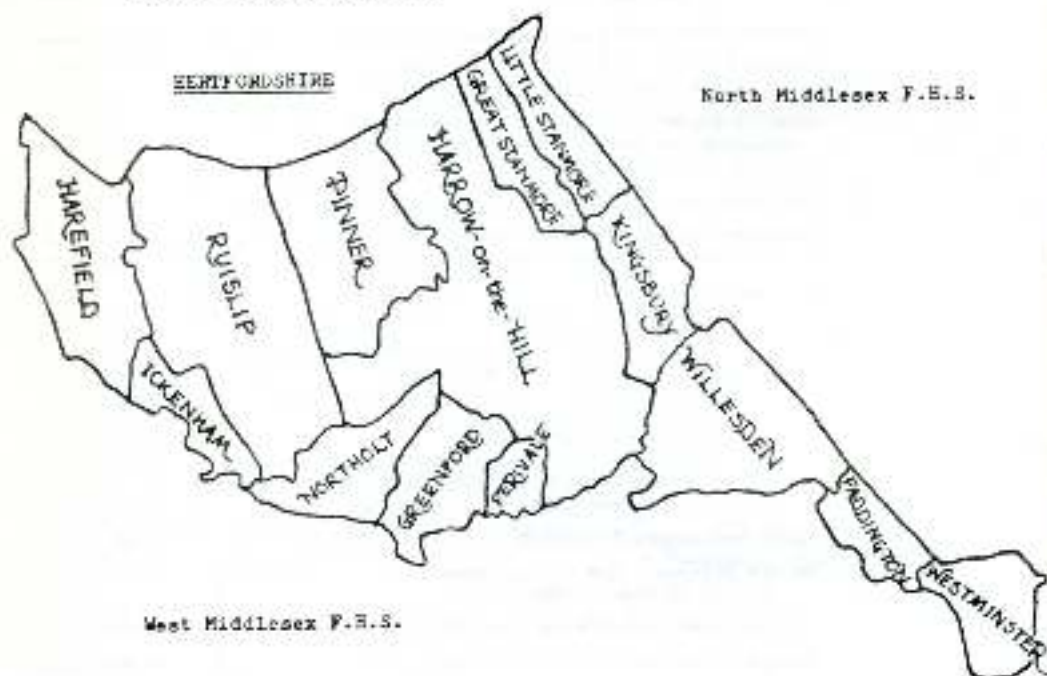 HERTFORDSHIRE
North Middlesex F.H.S.
LITTLE STANMORE
GREAT STANMORE
HARROW-on-the-HILL
PINNER
HAREFIELD
RUISLIP
KINGSBURY
ICKENHAM
WILLESDEN
NORTHOLT
GREENFORD
PERIVALE
PADDINGTON
WESTMINSTER
West Middlesex F.H.S.